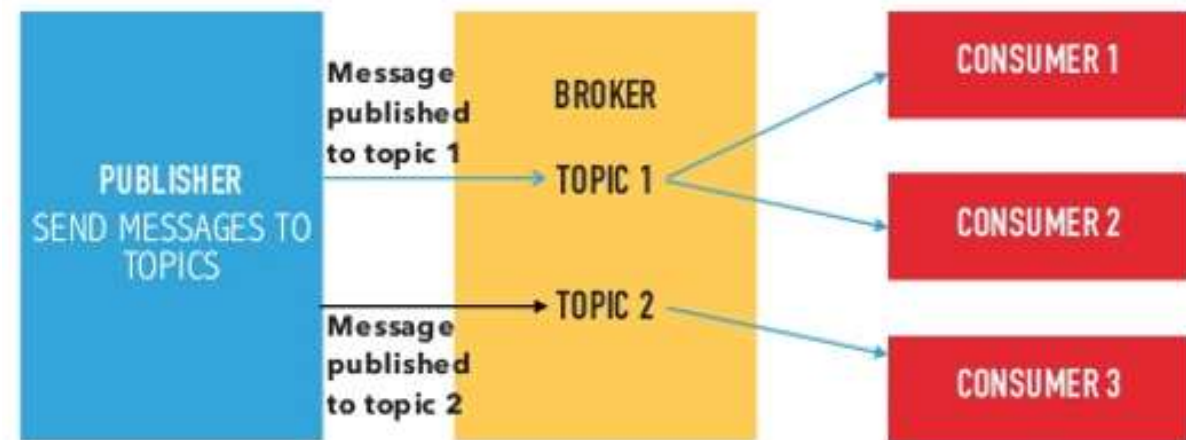 PUBLISHER
SEND MESSAGES TO
TOPICS
Message
published
to topic 1
Message
published
to topic 2
BROKER
TOPIC 1
TOPIC 2
CONSUMER 1
CONSUMER 2
CONSUMER 3